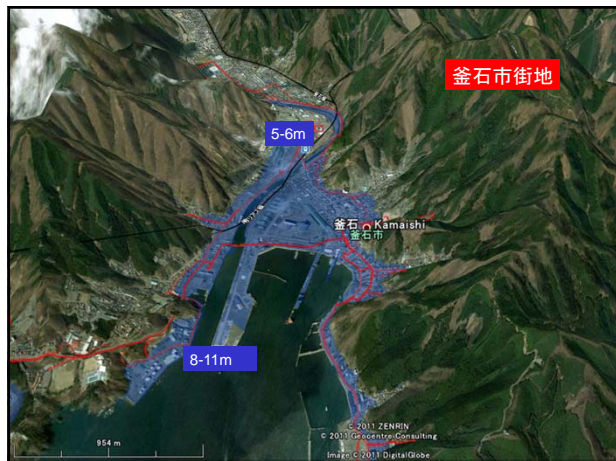 釜石市街地
5-6m
釜石 Kamaishi
釜石市
8-11m
© 2011 ZENRIN
© 2011 Geocentre Consulting
Image © 2011 DigitalGlobe
954 m